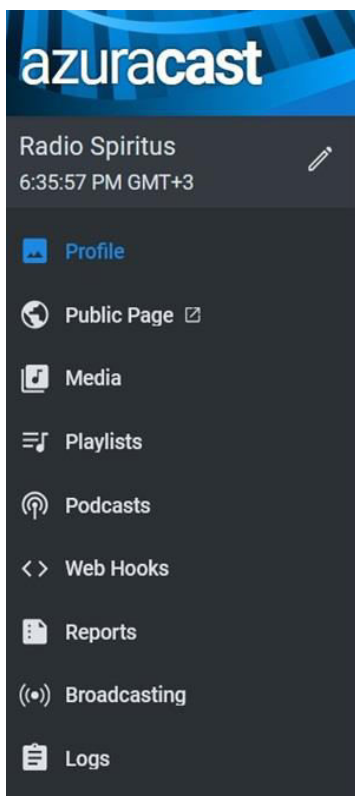 azuracast
Radio Spiritus
6:35:57 PM GMT+3
Profile
Public Page
Media
Playlists
Podcasts
Web Hooks
Reports
Broadcasting
Logs